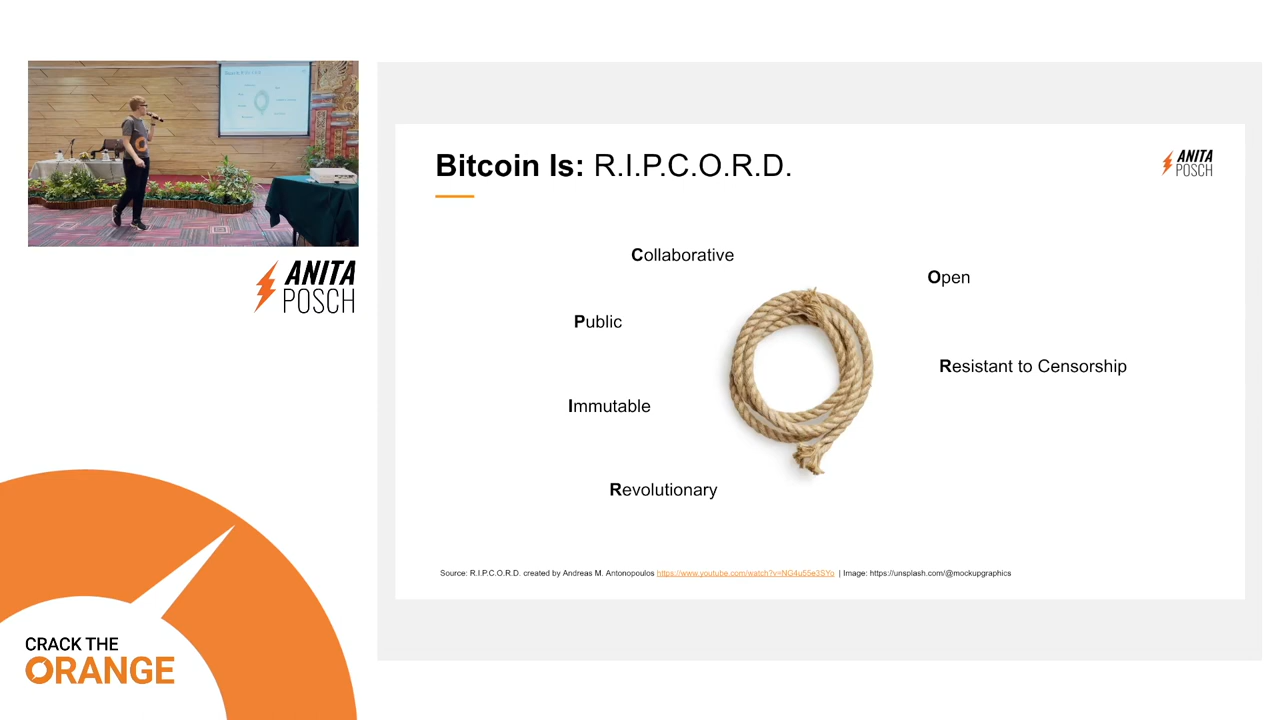 ANITA
POSCH
CRACK THE
ORANGE
Bitcoin Is: R.I.P.C.O.R.D.
ANITA
POSCH
Collaborative
Open
Public
Resistant to Censorship
Immutable
Revolutionary
Source: R.I.P.C.O.R.D. created by Andreas M. Antonopoulos https://www.youtube.com/watch?v=NG4u55e3SYo | Image: https://unsplash.com/@mockupgraphics